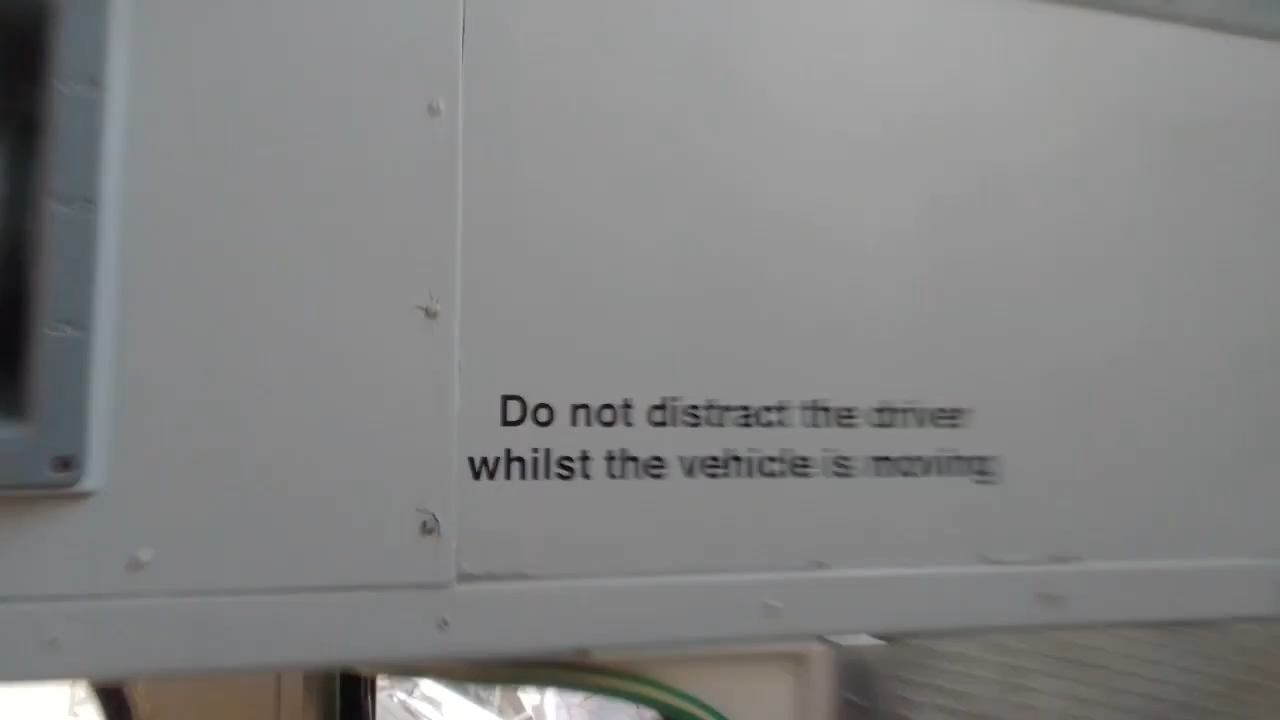 Do not distract the driver
whilst the vehicle is moving